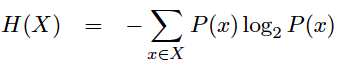 H(X) = − ∑_{x∈X} P(x) log₂ P(x)